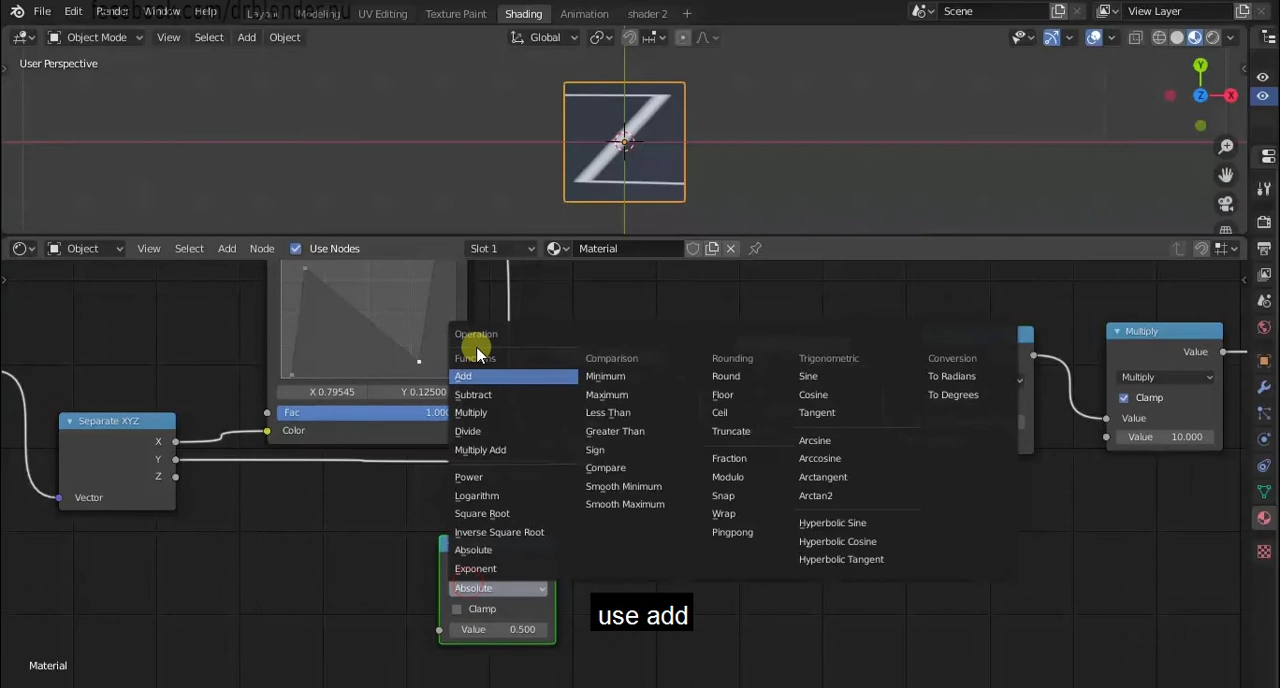 facebook.com/drblender.nu
File Edit Render Window Help Layout Modeling UV Editing Texture Paint Shading Animation shader 2 + Scene View Layer
Object Mode View Select Add Object Global
User Perspective
Y
Z X
Object View Select Add Node Use Nodes Slot 1 Material
Operation
Functions Comparison Rounding Trigonometric Conversion
Add Minimum Round Sine To Radians
Subtract Maximum Floor Cosine To Degrees
Multiply Less Than Ceil Tangent
Divide Greater Than Truncate Arcsine
Multiply Add Sign Fraction Arccosine
Power Compare Modulo Arctangent
Logarithm Smooth Minimum Snap Arctan2
Square Root Smooth Maximum Wrap Hyperbolic Sine
Inverse Square Root Pingpong Hyperbolic Cosine
Absolute Hyperbolic Tangent
Exponent
Absolute
Clamp
Value 0.500
X 0.79545 Y 0.12500
Fac 1.000
Color
Separate XYZ
X
Y
Z
Vector
Multiply
Value
Multiply
Clamp
Value
Value 10.000
use add
Material